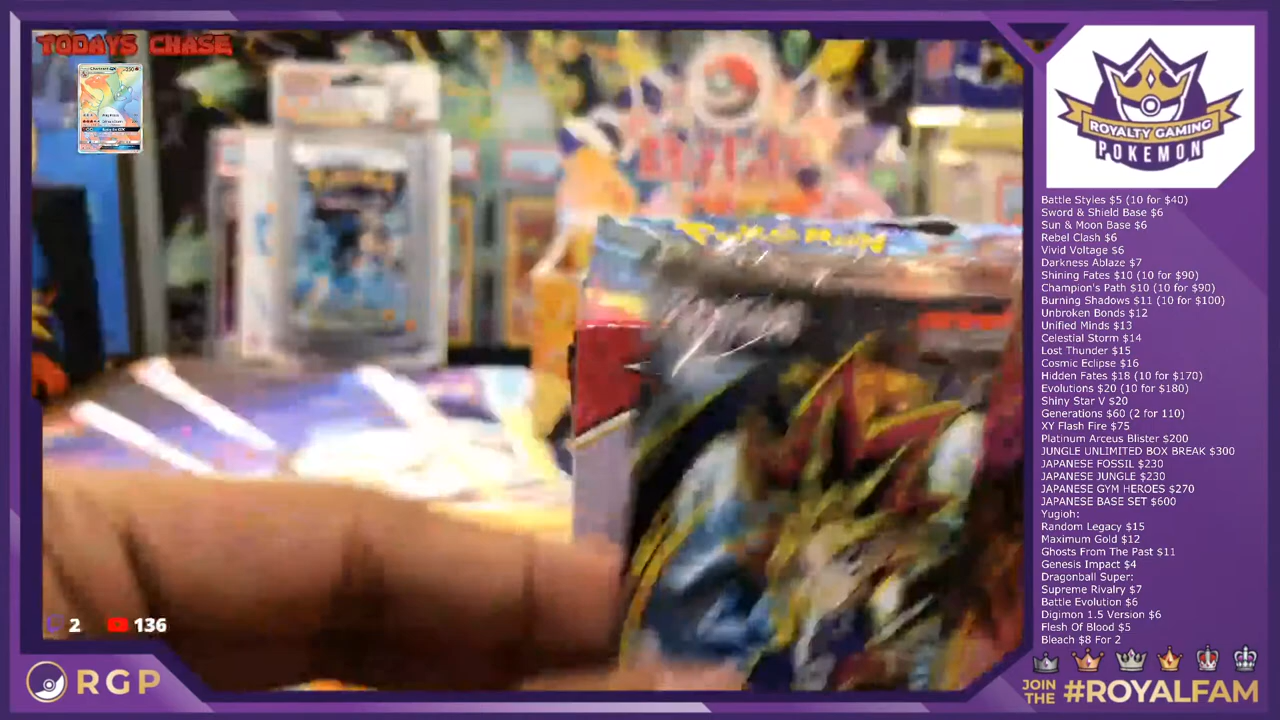 TODAYS CHASE
2
136
RGP
ROYALTY GAMING
POKEMON
Battle Styles $5 (10 for $40)
Sword & Shield Base $6
Sun & Moon Base $6
Rebel Clash $6
Vivid Voltage $6
Darkness Ablaze $7
Shining Fates $10 (10 for $90)
Champion's Path $10 (10 for $90)
Burning Shadows $11 (10 for $100)
Unbroken Bonds $12
Unified Minds $13
Celestial Storm $14
Lost Thunder $15
Cosmic Eclipse $16
Hidden Fates $18 (10 for $170)
Evolutions $20 (10 for $180)
Shiny Star V $20
Generations $60 (2 for 110)
XY Flash Fire $75
Platinum Arceus Blister $200
JUNGLE UNLIMITED BOX BREAK $300
JAPANESE FOSSIL $230
JAPANESE JUNGLE $230
JAPANESE GYM HEROES $270
JAPANESE BASE SET $600
Yugioh:
Random Legacy $15
Maximum Gold $12
Ghosts From The Past $11
Genesis Impact $4
Dragonball Super:
Supreme Rivalry $7
Battle Evolution $6
Digimon 1.5 Version $6
Flesh Of Blood $5
Bleach $8 For 2
JOIN THE #ROYALFAM